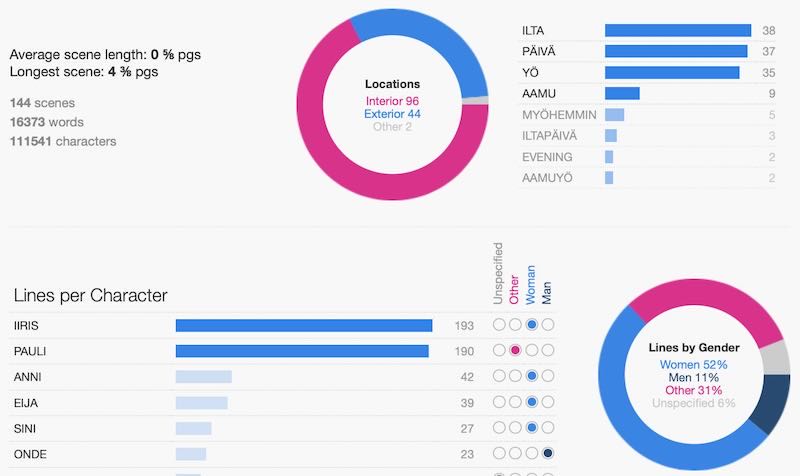 Average scene length: 0 ⅝ pgs
Longest scene: 4 ⅜ pgs
144 scenes
16373 words
111541 characters
Locations
Interior 96
Exterior 44
Other 2
ILTA 38
PÄIVÄ 37
YÖ 35
AAMU 9
MYÖHEMMIN 5
ILTAPÄIVÄ 3
EVENING 2
AAMUYÖ 2
Lines per Character
Unspecified
Other
Woman
Man
IIRIS 193
PAULI 190
ANNI 42
EIJA 39
SINI 27
ONDE 23
Lines by Gender
Women 52%
Men 11%
Other 31%
Unspecified 6%